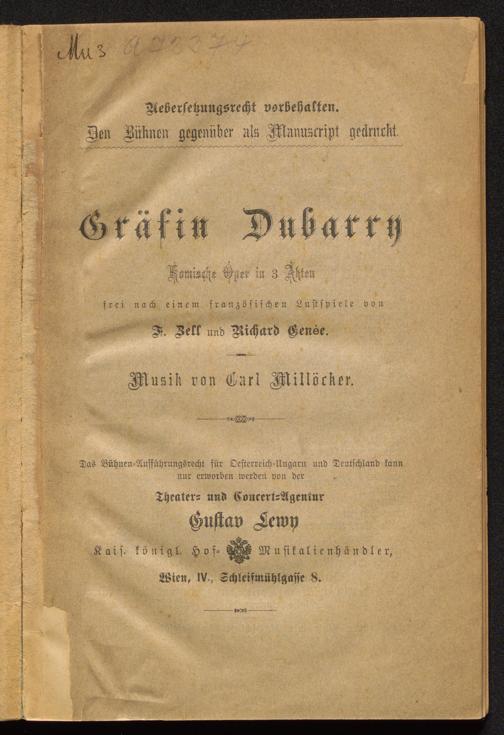 Mus A 28374
Uebersetzungsrecht vorbehalten.
Den Bühnen gegenüber als Manuscript gedruckt.
Gräfin Dubarry
Komische Oper in 3 Akten
frei nach einem französischen Lustspiele von
F. Zell und Richard Genée.
Musik von Carl Millöcker.
Das Bühnen-Aufführungsrecht für Oesterreich-Ungarn und Deutschland kann
nur erworben werden von der
Theater- und Concert-Agentur
Gustav Lewy
Kais. königl. Hof- Musikalienhändler,
Wien, IV., Schleifmühlgasse 8.